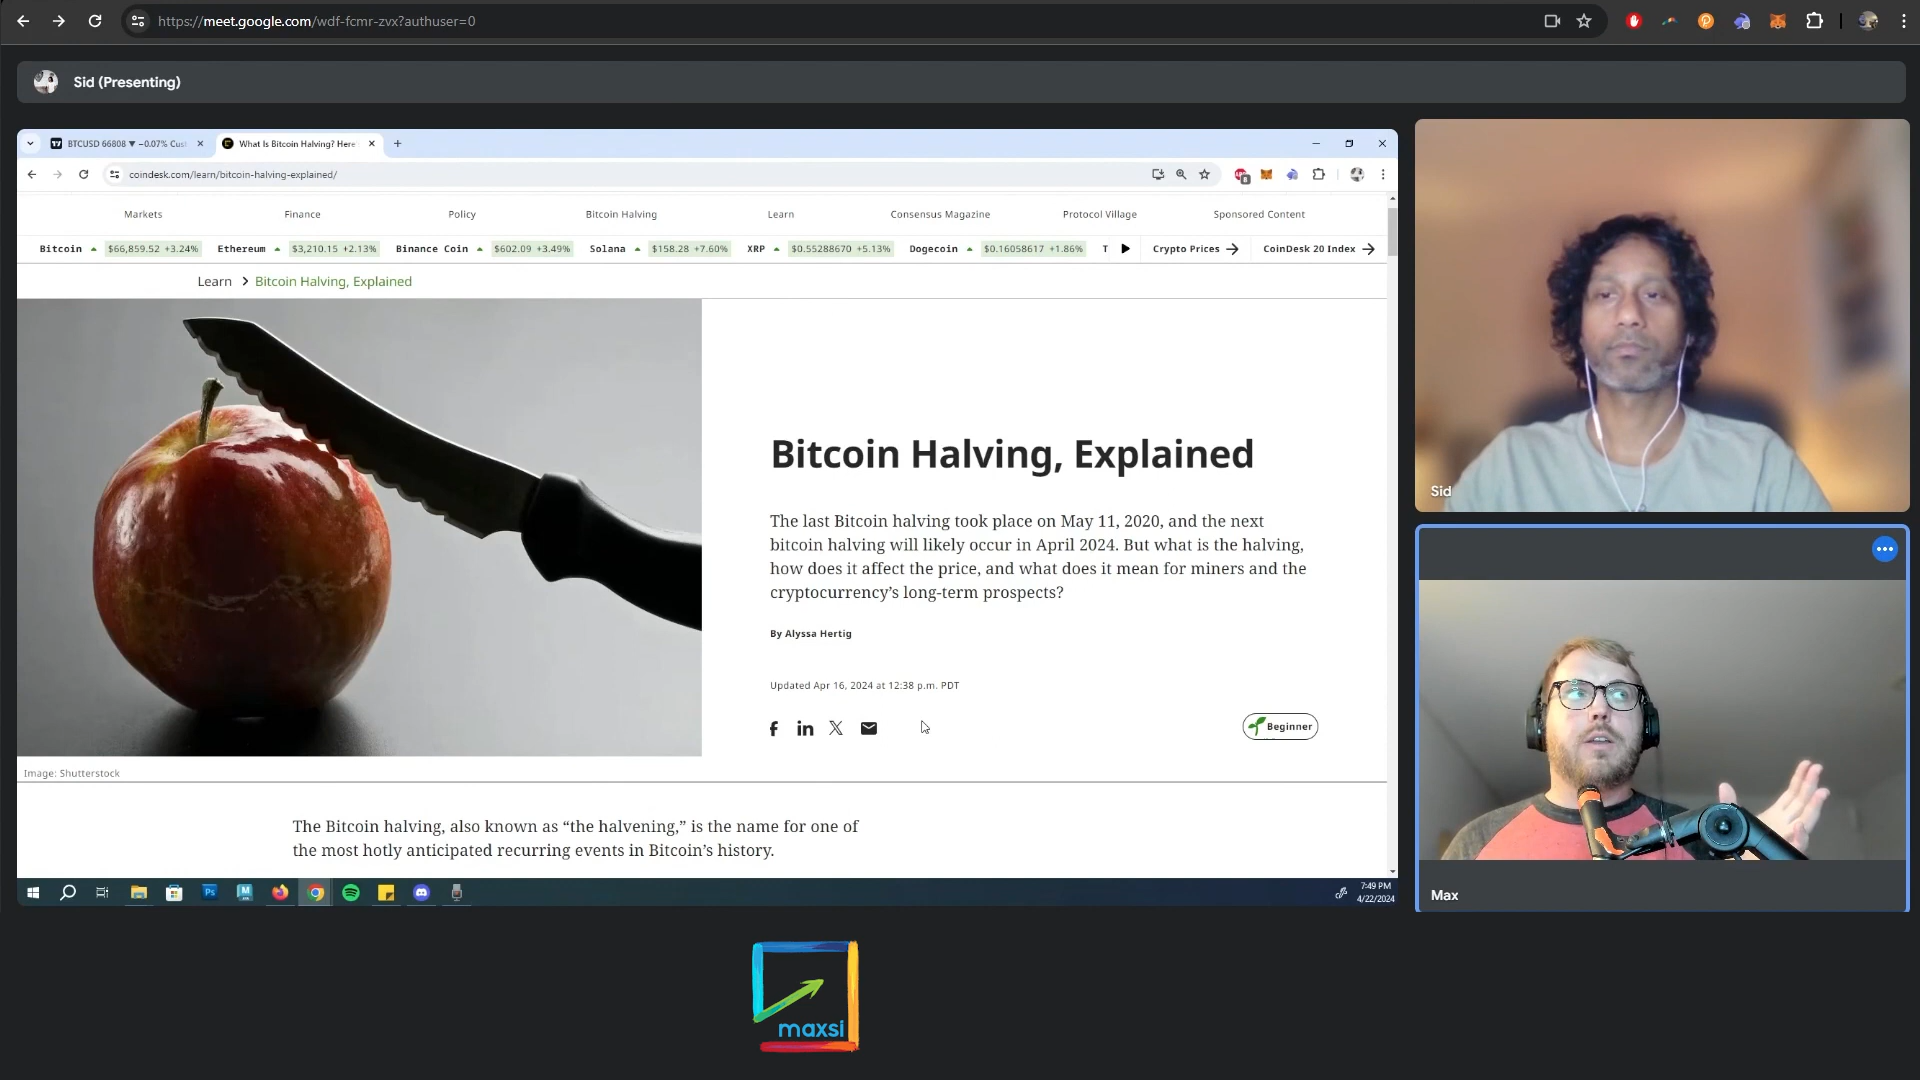 https://meet.google.com/wdf-fcmr-zvx?authuser=0
Sid (Presenting)
BTCUSD 66808 ▼ −0.07% Cust
What Is Bitcoin Halving? Here
coindesk.com/learn/bitcoin-halving-explained/
Markets Finance Policy Bitcoin Halving Learn Consensus Magazine Protocol Village Sponsored Content
Bitcoin $66,859.52 +3.24% Ethereum $3,210.15 +2.13% Binance Coin $602.09 +3.49% Solana $158.28 +7.60% XRP $0.55288670 +5.13% Dogecoin $0.16058617 +1.86% T Crypto Prices CoinDesk 20 Index
Learn Bitcoin Halving, Explained
Bitcoin Halving, Explained
The last Bitcoin halving took place on May 11, 2020, and the next
bitcoin halving will likely occur in April 2024. But what is the halving,
how does it affect the price, and what does it mean for miners and the
cryptocurrency’s long-term prospects?
By Alyssa Hertig
Updated Apr 16, 2024 at 12:38 p.m. PDT
Beginner
Image: Shutterstock
The Bitcoin halving, also known as “the halvening,” is the name for one of
the most hotly anticipated recurring events in Bitcoin’s history.
Ps
7:49 PM
4/22/2024
Sid
Max
maxsi